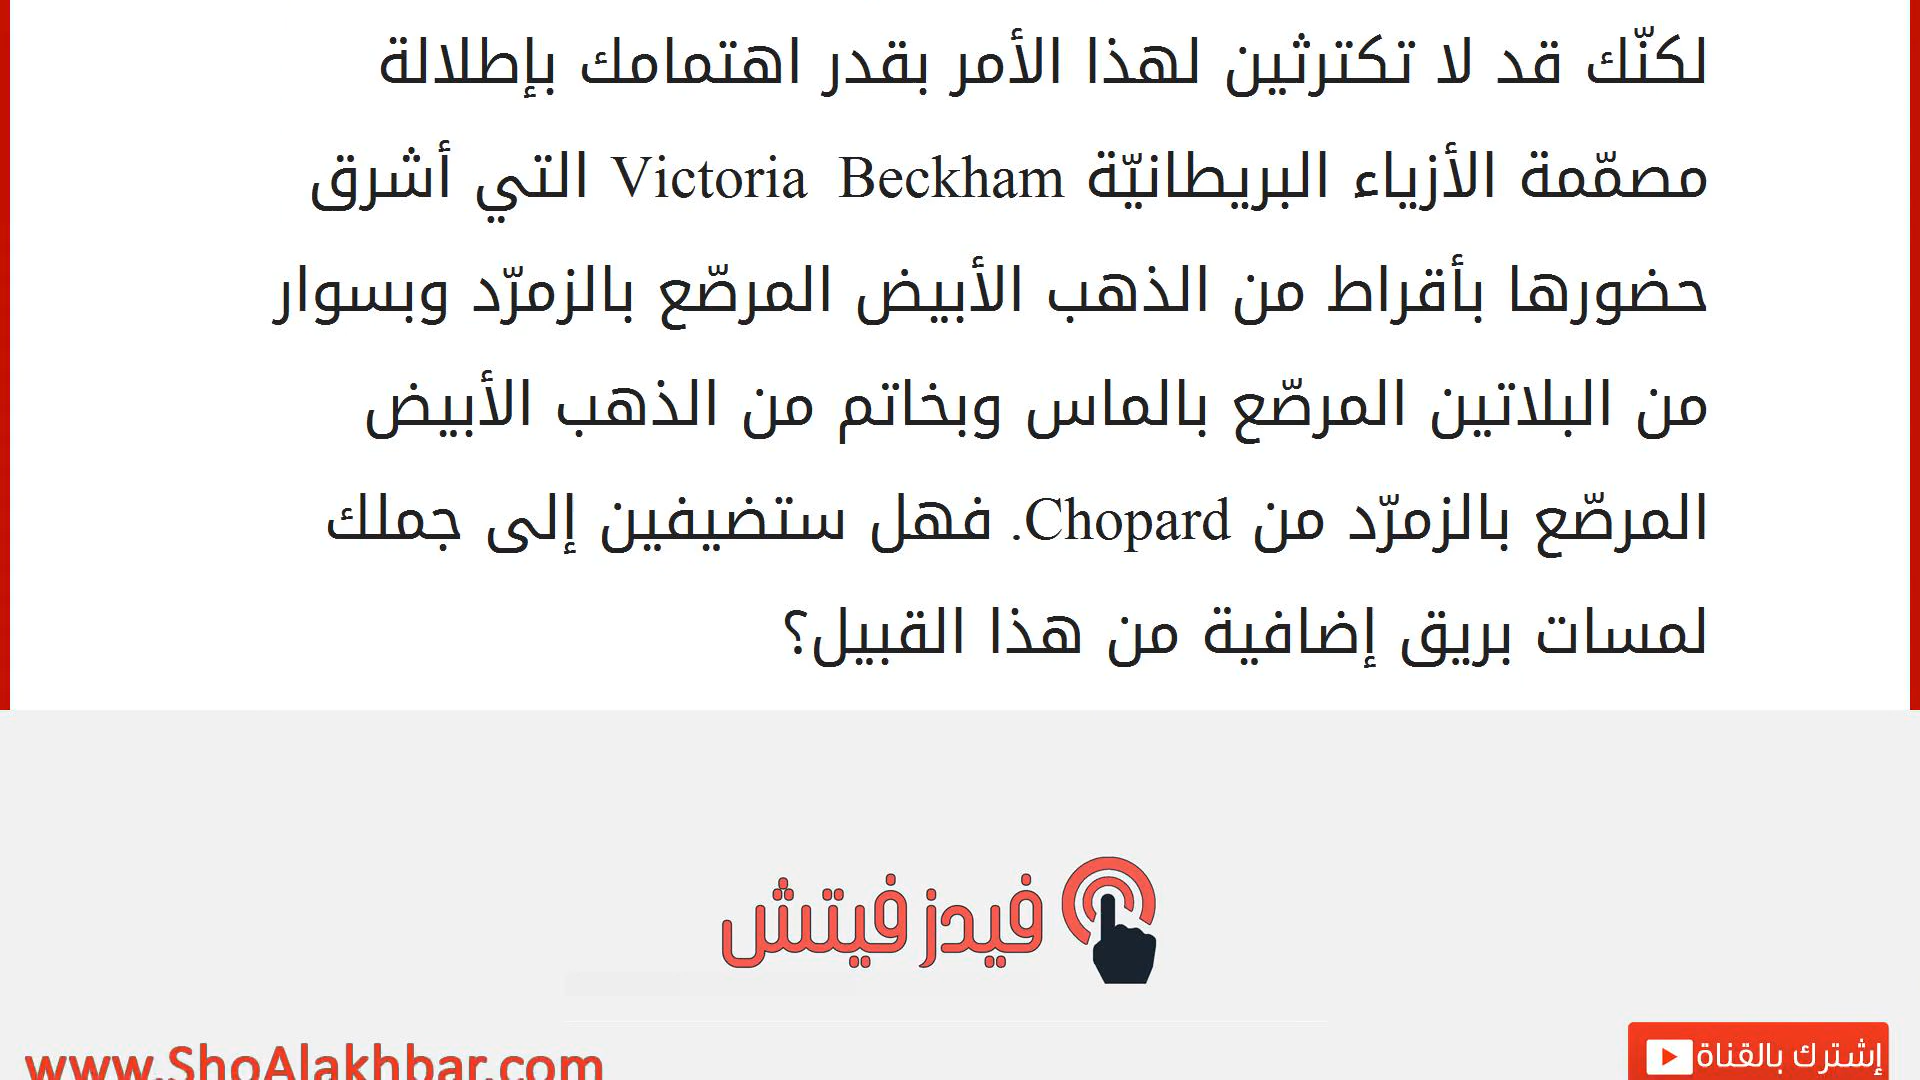 لكنّك قد لا تكترثين لهذا الأمر بقدر اهتمامك بإطلالة
مصمّمة الأزياء البريطانيّة Victoria Beckham التي أشرق
حضورها بأقراط من الذهب الأبيض المرصّع بالزمرّد وبسوار
من البلاتين المرصّع بالماس وبخاتم من الذهب الأبيض
المرصّع بالزمرّد من Chopard. فهل ستضيفين إلى جملك
لمسات بريق إضافية من هذا القبيل؟
فيدز فيتش
www.ShoAlakhbar.com
إشترك بالقناة